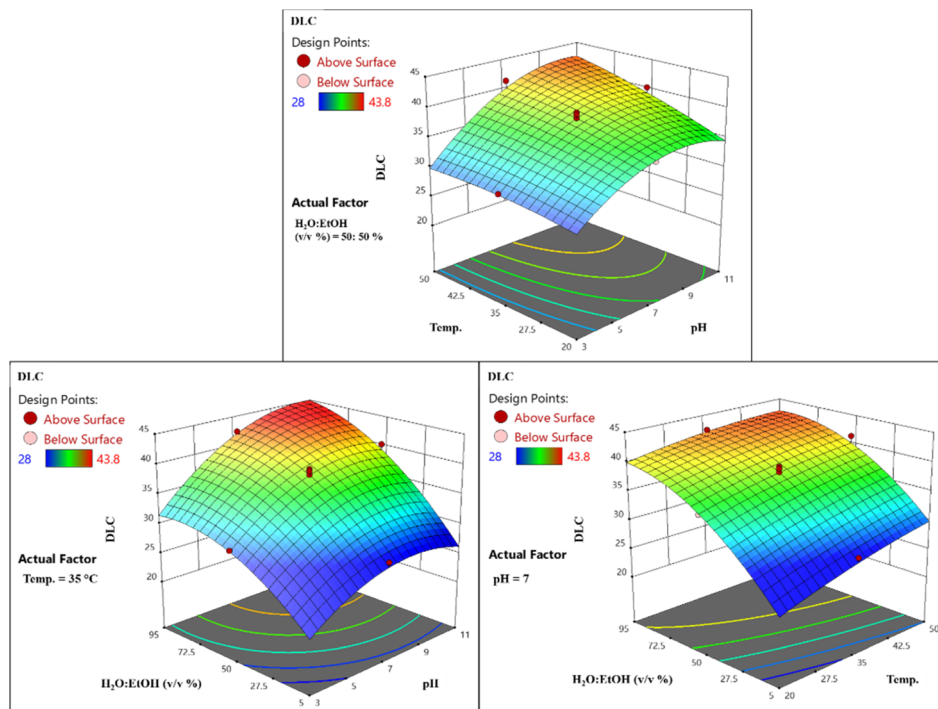 DLC
Design Points:
Above Surface
Below Surface
28 43.8
Actual Factor
H₂O:EtOH
(v/v %) = 50: 50 %
DLC
45
40
35
30
25
20
50
42.5
35
27.5
20
3
5
7
9
11
Temp.
pH
DLC
Design Points:
Above Surface
Below Surface
28 43.8
Actual Factor
Temp. = 35 °C
DLC
45
40
35
30
25
20
95
72.5
50
27.5
5
3
5
7
9
11
H₂O:EtOH (v/v %)
pH
DLC
Design Points:
Above Surface
Below Surface
28 43.8
Actual Factor
pH = 7
DLC
45
40
35
30
25
20
95
72.5
50
27.5
5
20
27.5
35
42.5
50
H₂O:EtOH (v/v %)
Temp.